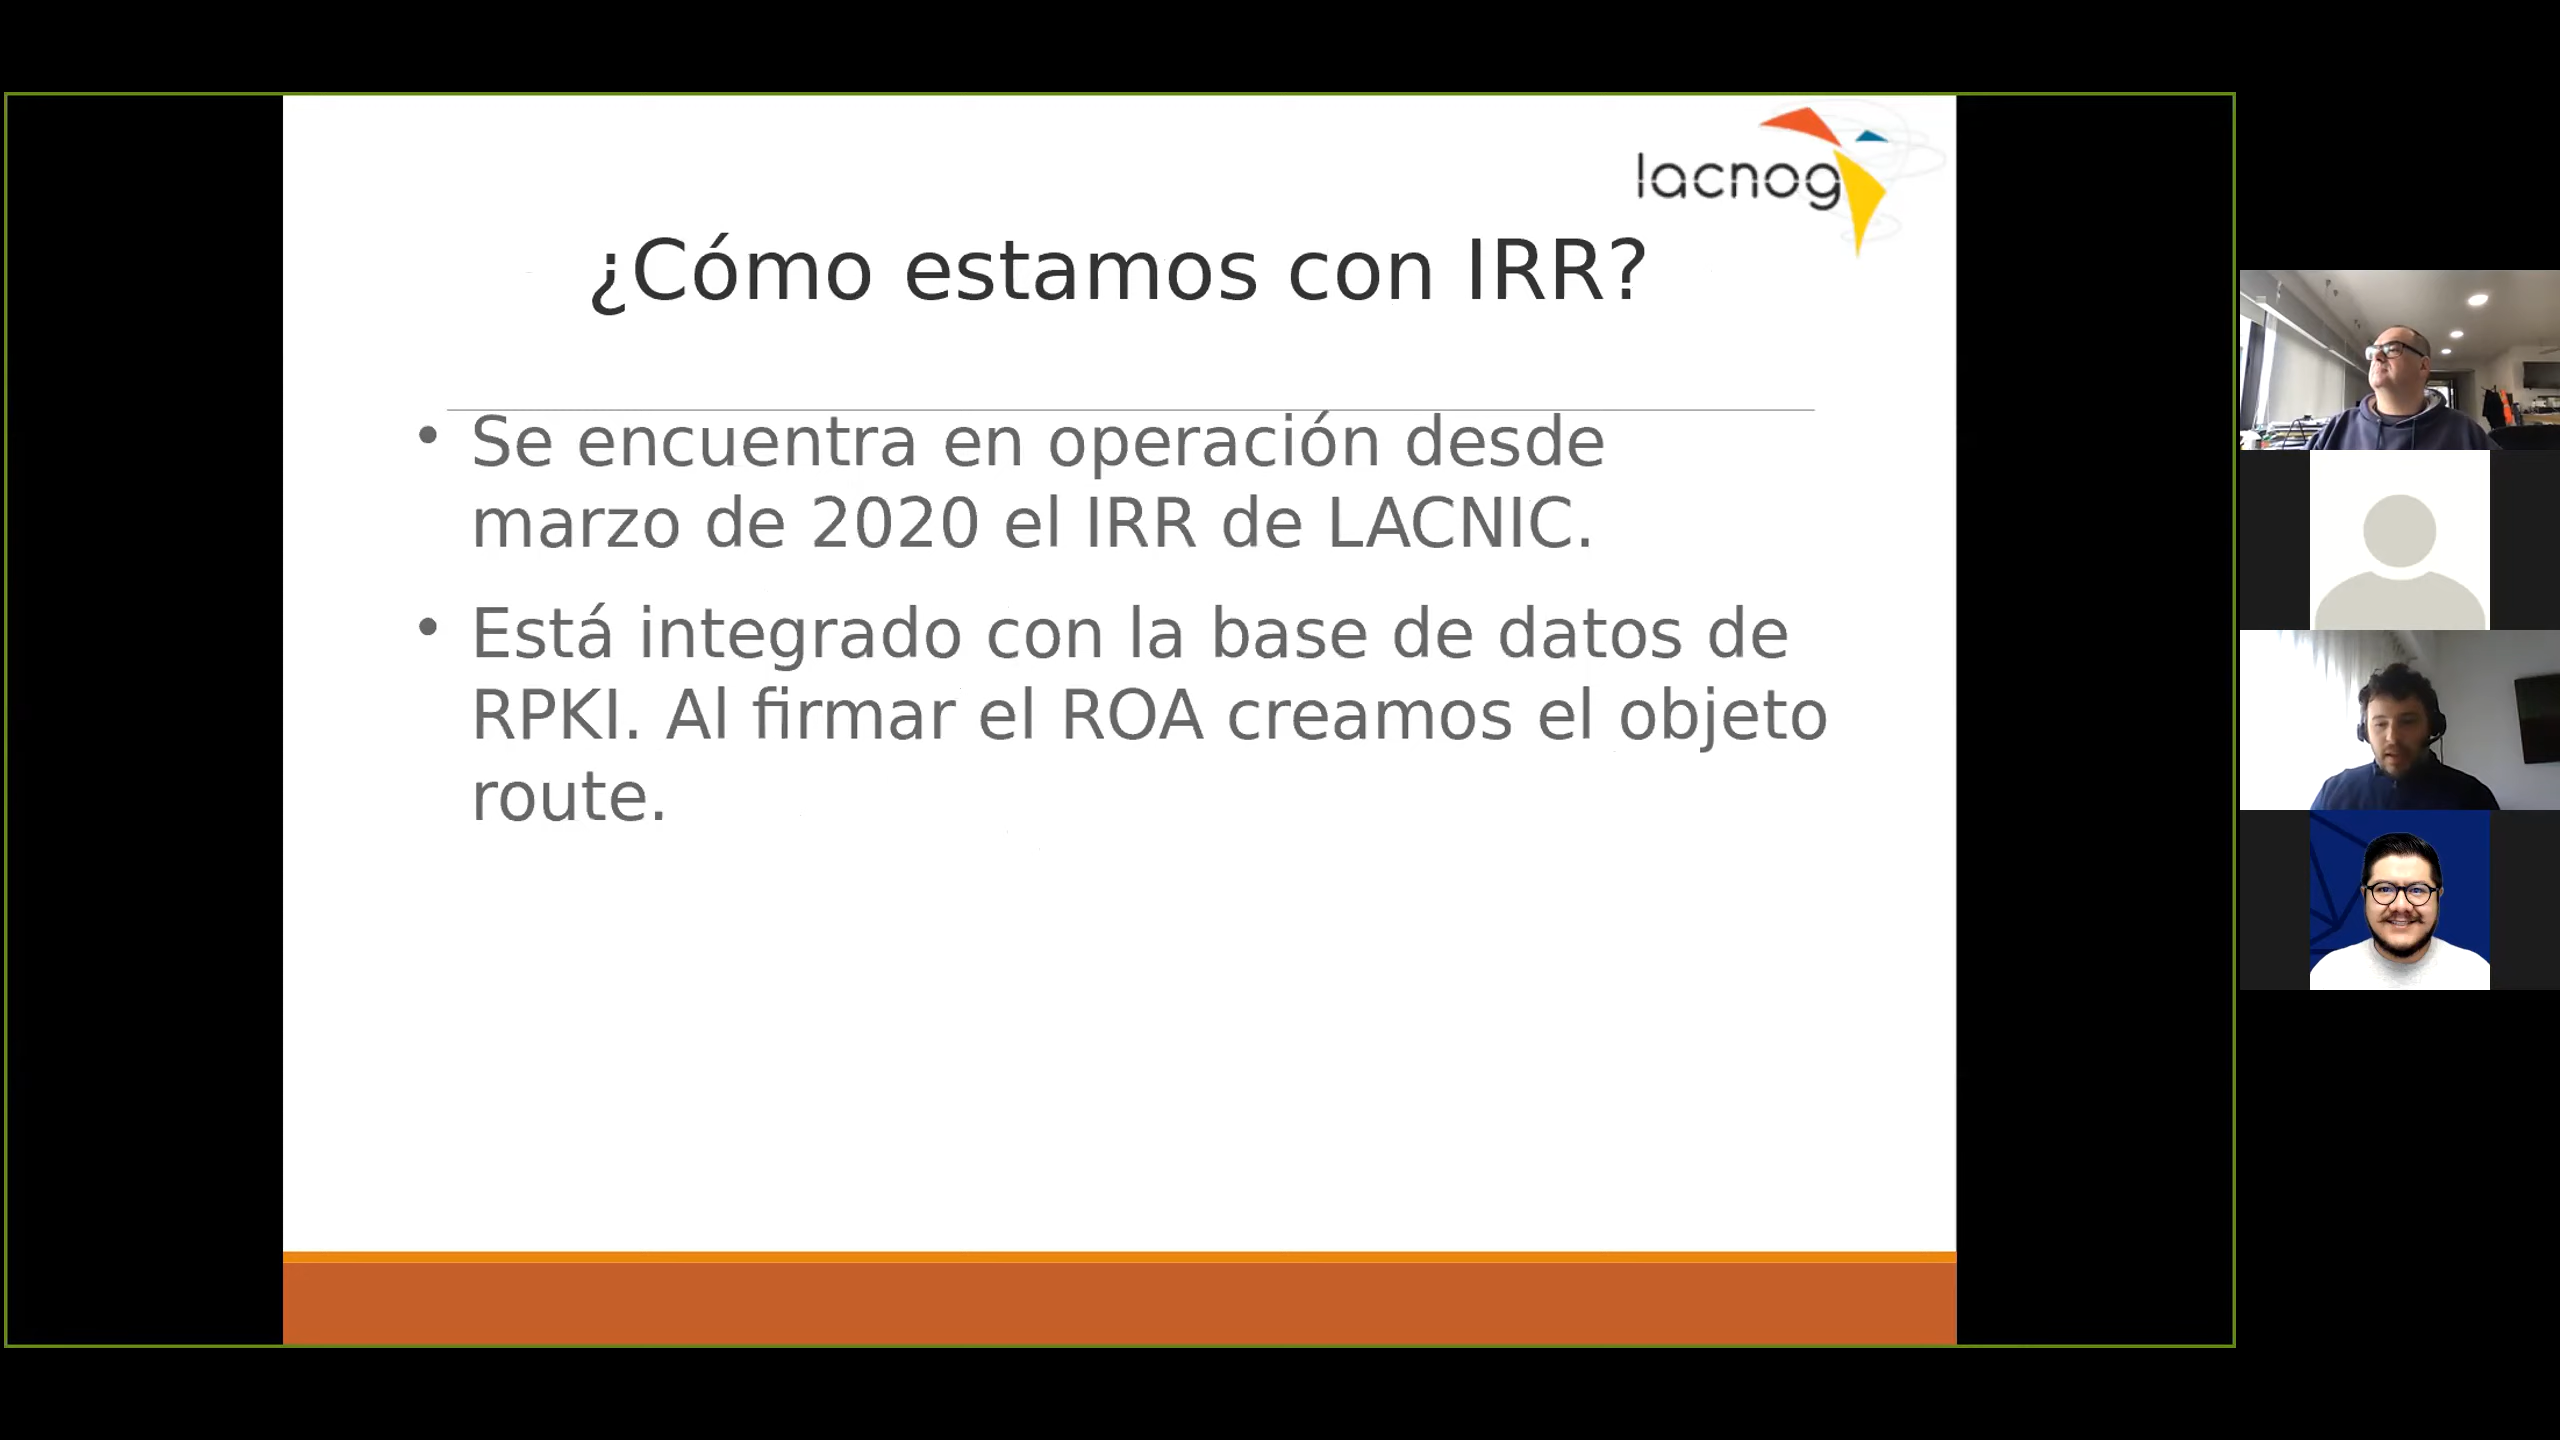 lacnog
¿Cómo estamos con IRR?
• Se encuentra en operación desde
marzo de 2020 el IRR de LACNIC.
• Está integrado con la base de datos de
RPKI. Al firmar el ROA creamos el objeto
route.